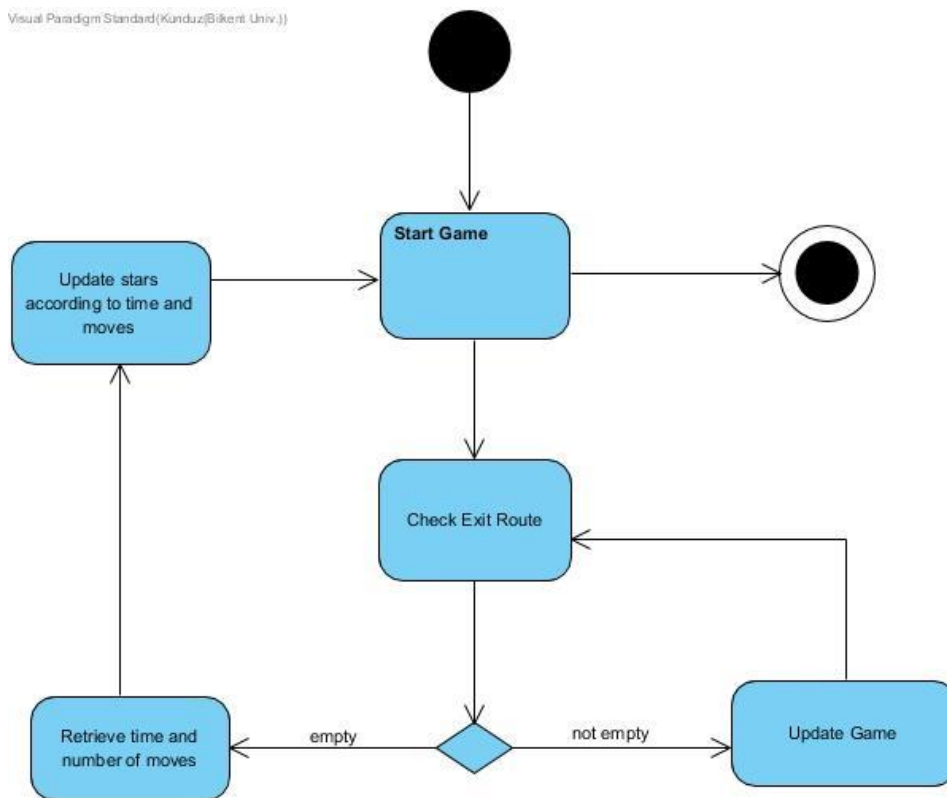 Visual Paradigm Standard(Kunduz(Bilkent Univ.))
Start Game
Update stars
according to time and
moves
Check Exit Route
Retrieve time and
number of moves
empty
not empty
Update Game